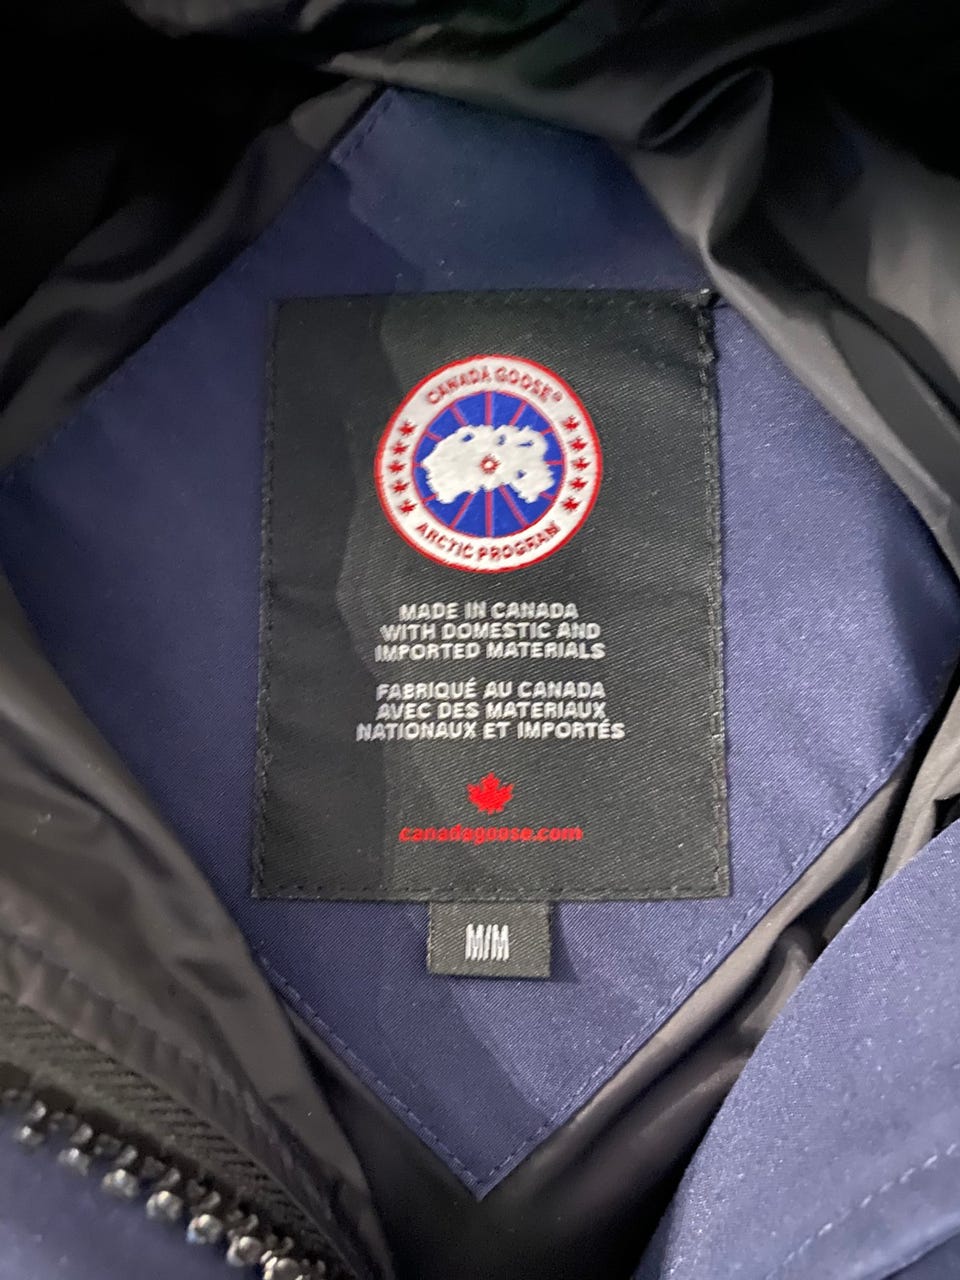 CANADA GOOSE®
ARCTIC PROGRAM
MADE IN CANADA
WITH DOMESTIC AND
IMPORTED MATERIALS
FABRIQUÉ AU CANADA
AVEC DES MATERIAUX
NATIONAUX ET IMPORTÉS
canadagoose.com
M/M